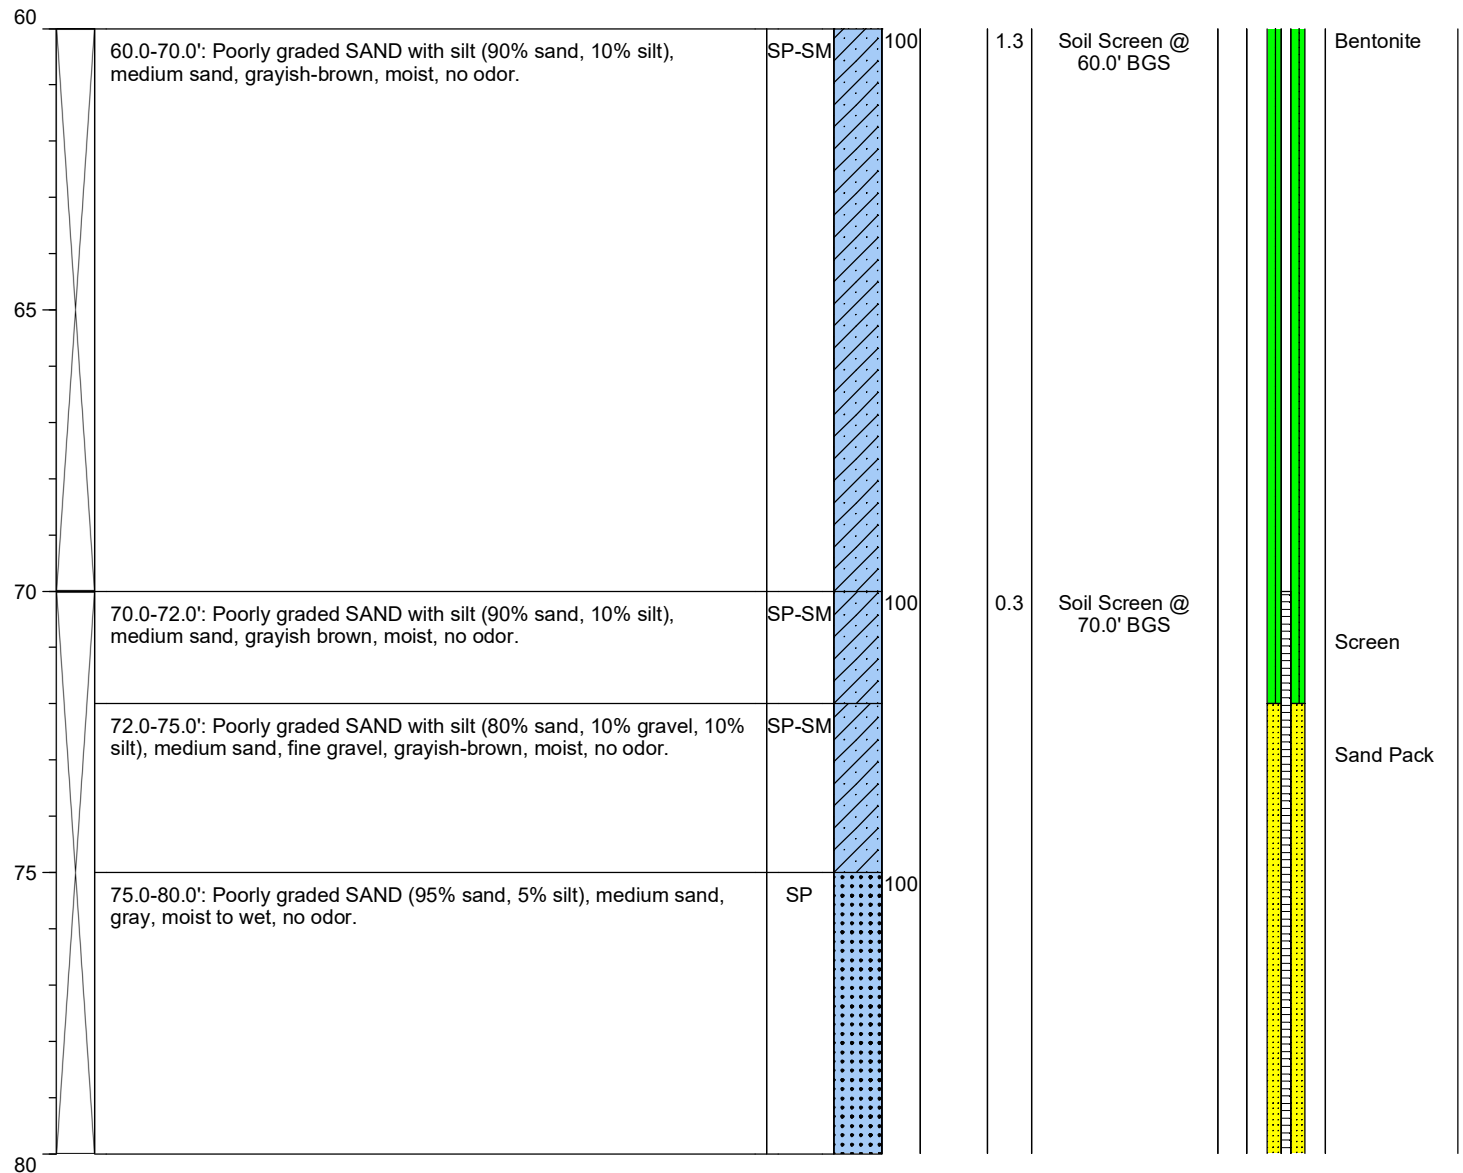 60
60.0-70.0': Poorly graded SAND with silt (90% sand, 10% silt),
medium sand, grayish-brown, moist, no odor.
SP-SM
100
1.3
Soil Screen @
60.0' BGS
Bentonite
65
70
70.0-72.0': Poorly graded SAND with silt (90% sand, 10% silt),
medium sand, grayish brown, moist, no odor.
SP-SM
100
0.3
Soil Screen @
70.0' BGS
Screen
72.0-75.0': Poorly graded SAND with silt (80% sand, 10% gravel, 10%
silt), medium sand, fine gravel, grayish-brown, moist, no odor.
SP-SM
Sand Pack
75
75.0-80.0': Poorly graded SAND (95% sand, 5% silt), medium sand,
gray, moist to wet, no odor.
SP
100
80